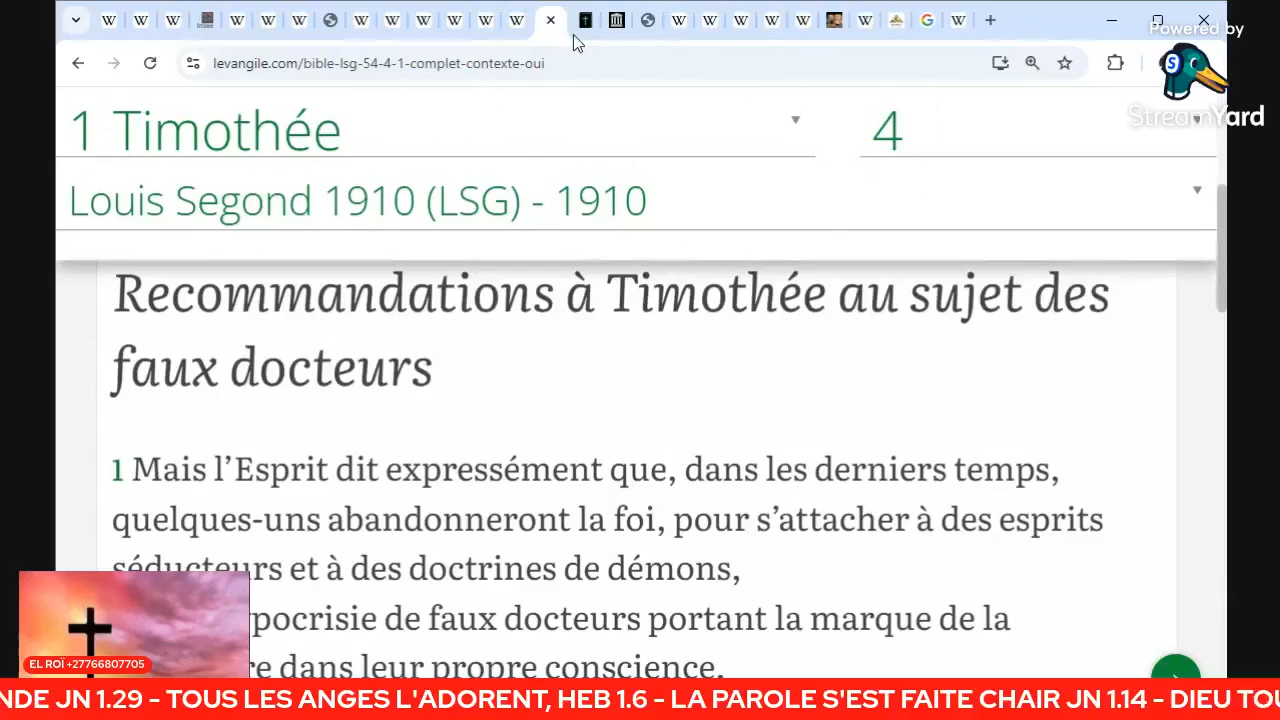 levangile.com/bible-lsg-54-4-1-complet-contexte-oui
Powered by
StreamYard
1 Timothée
4
Louis Segond 1910 (LSG) - 1910
Recommandations à Timothée au sujet des
faux docteurs
1 Mais l’Esprit dit expressément que, dans les derniers temps,
quelques-uns abandonneront la foi, pour s’attacher à des esprits
séducteurs et à des doctrines de démons,
pocrisie de faux docteurs portant la marque de la
re dans leur propre conscience.
EL ROÏ +27766807705
NDE JN 1.29 - TOUS LES ANGES L'ADORENT, HEB 1.6 - LA PAROLE S'EST FAITE CHAIR JN 1.14 - DIEU TOU